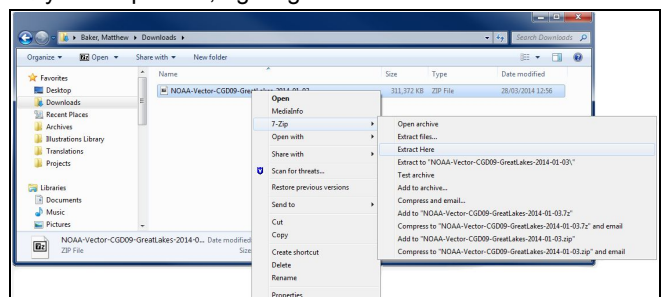 Baker, Matthew ▸ Downloads ▸
Search Downloads
Organize ▾ Open ▾ Share with ▾ New folder
Favorites
Desktop
Downloads
Recent Places
Archives
Illustrations Library
Translations
Projects
Libraries
Documents
Music
Pictures
Name Size Type Date modified
NOAA-Vector-CGD09-GreatLakes-2014-01-03 311,372 KB ZIP File 28/03/2014 12:56
Open
MediaInfo
7-Zip
Open with
Share with
Scan for threats...
Restore previous versions
Send to
Cut
Copy
Create shortcut
Delete
Rename
Properties
Open archive
Extract files...
Extract Here
Extract to "NOAA-Vector-CGD09-GreatLakes-2014-01-03\"
Test archive
Add to archive...
Compress and email...
Add to "NOAA-Vector-CGD09-GreatLakes-2014-01-03.7z"
Compress to "NOAA-Vector-CGD09-GreatLakes-2014-01-03.7z" and email
Add to "NOAA-Vector-CGD09-GreatLakes-2014-01-03.zip"
Compress to "NOAA-Vector-CGD09-GreatLakes-2014-01-03.zip" and email
NOAA-Vector-CGD09-GreatLakes-2014-0... Date modified
ZIP File Size